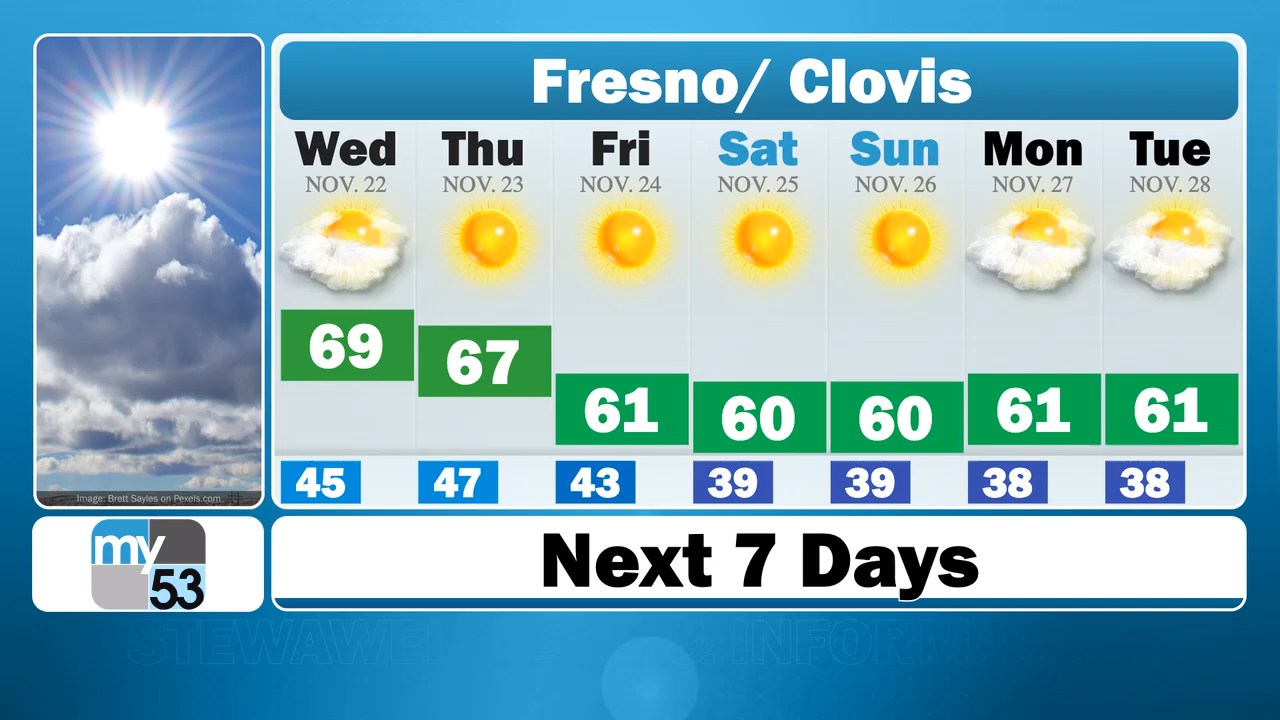 Fresno/ Clovis
Wed Thu Fri Sat Sun Mon Tue
NOV. 22 NOV. 23 NOV. 24 NOV. 25 NOV. 26 NOV. 27 NOV. 28
69 67 61 60 60 61 61
45 47 43 39 39 38 38
Image: Brett Sayles on Pexels.com
my
53
Next 7 Days